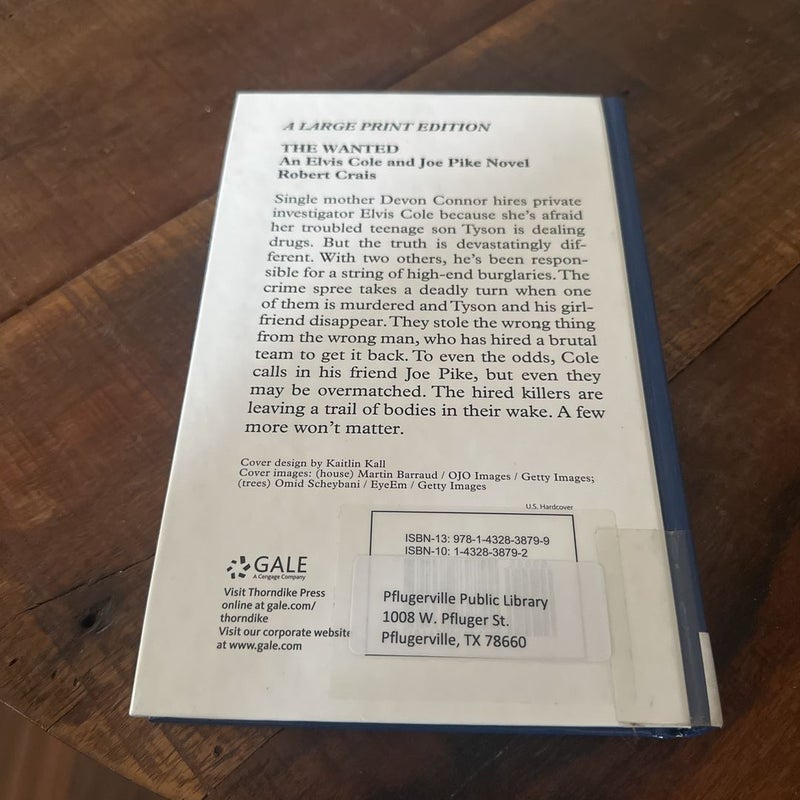 A LARGE PRINT EDITION
THE WANTED
An Elvis Cole and Joe Pike Novel
Robert Crais
Single mother Devon Connor hires private
investigator Elvis Cole because she's afraid
her troubled teenage son Tyson is dealing
drugs. But the truth is devastatingly dif-
ferent. With two others, he's been respon-
sible for a string of high-end burglaries. The
crime spree takes a deadly turn when one
of them is murdered and Tyson and his girl-
friend disappear. They stole the wrong thing
from the wrong man, who has hired a brutal
team to get it back. To even the odds, Cole
calls in his friend Joe Pike, but even they
may be overmatched. The hired killers are
leaving a trail of bodies in their wake. A few
more won't matter.
Cover design by Kaitlin Kall
Cover images: (house) Martin Barraud / OJO Images / Getty Images;
(trees) Omid Scheybani / EyeEm / Getty Images
U.S. Hardcover
ISBN-13: 978-1-4328-3879-9
ISBN-10: 1-4328-3879-2
GALE
A Cengage Company
Visit Thorndike Press
online at gale.com/
thorndike
Visit our corporate website
at www.gale.com
Pflugerville Public Library
1008 W. Pfluger St.
Pflugerville, TX 78660